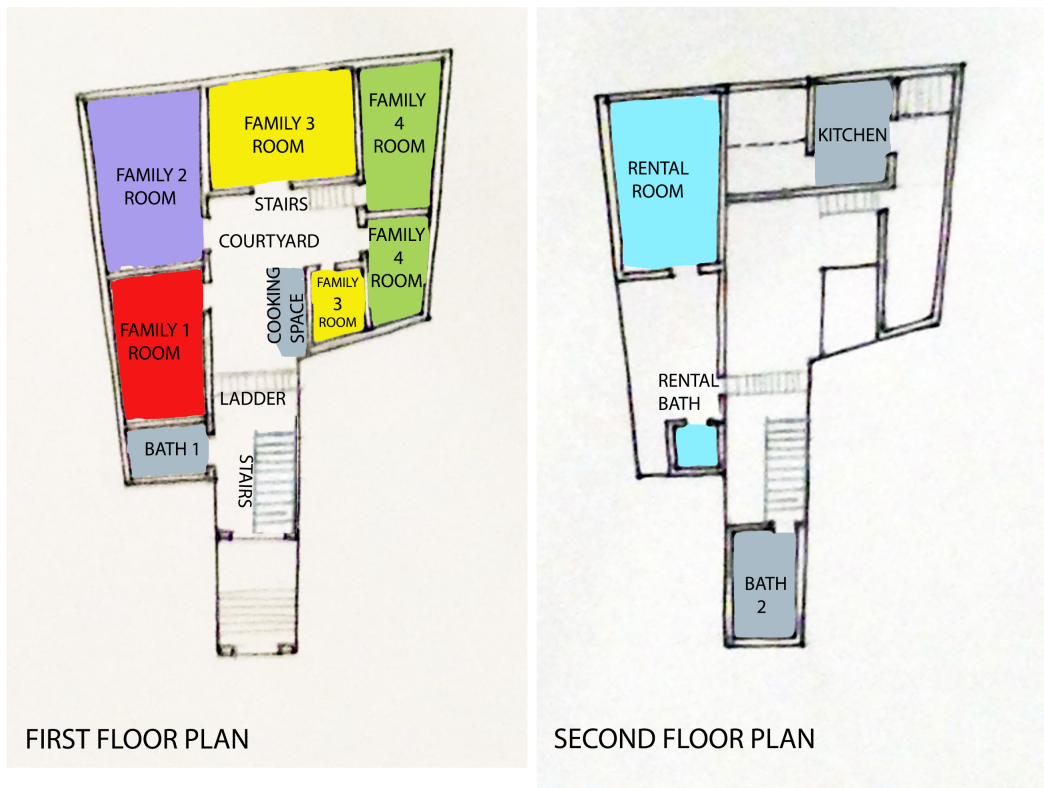 FAMILY 2
ROOM
FAMILY 3
ROOM
FAMILY
4
ROOM
STAIRS
COURTYARD
FAMILY
4
ROOM
COOKING
SPACE
FAMILY
3
ROOM
FAMILY 1
ROOM
LADDER
BATH 1
STAIRS
FIRST FLOOR PLAN
KITCHEN
RENTAL
ROOM
RENTAL
BATH
BATH
2
SECOND FLOOR PLAN